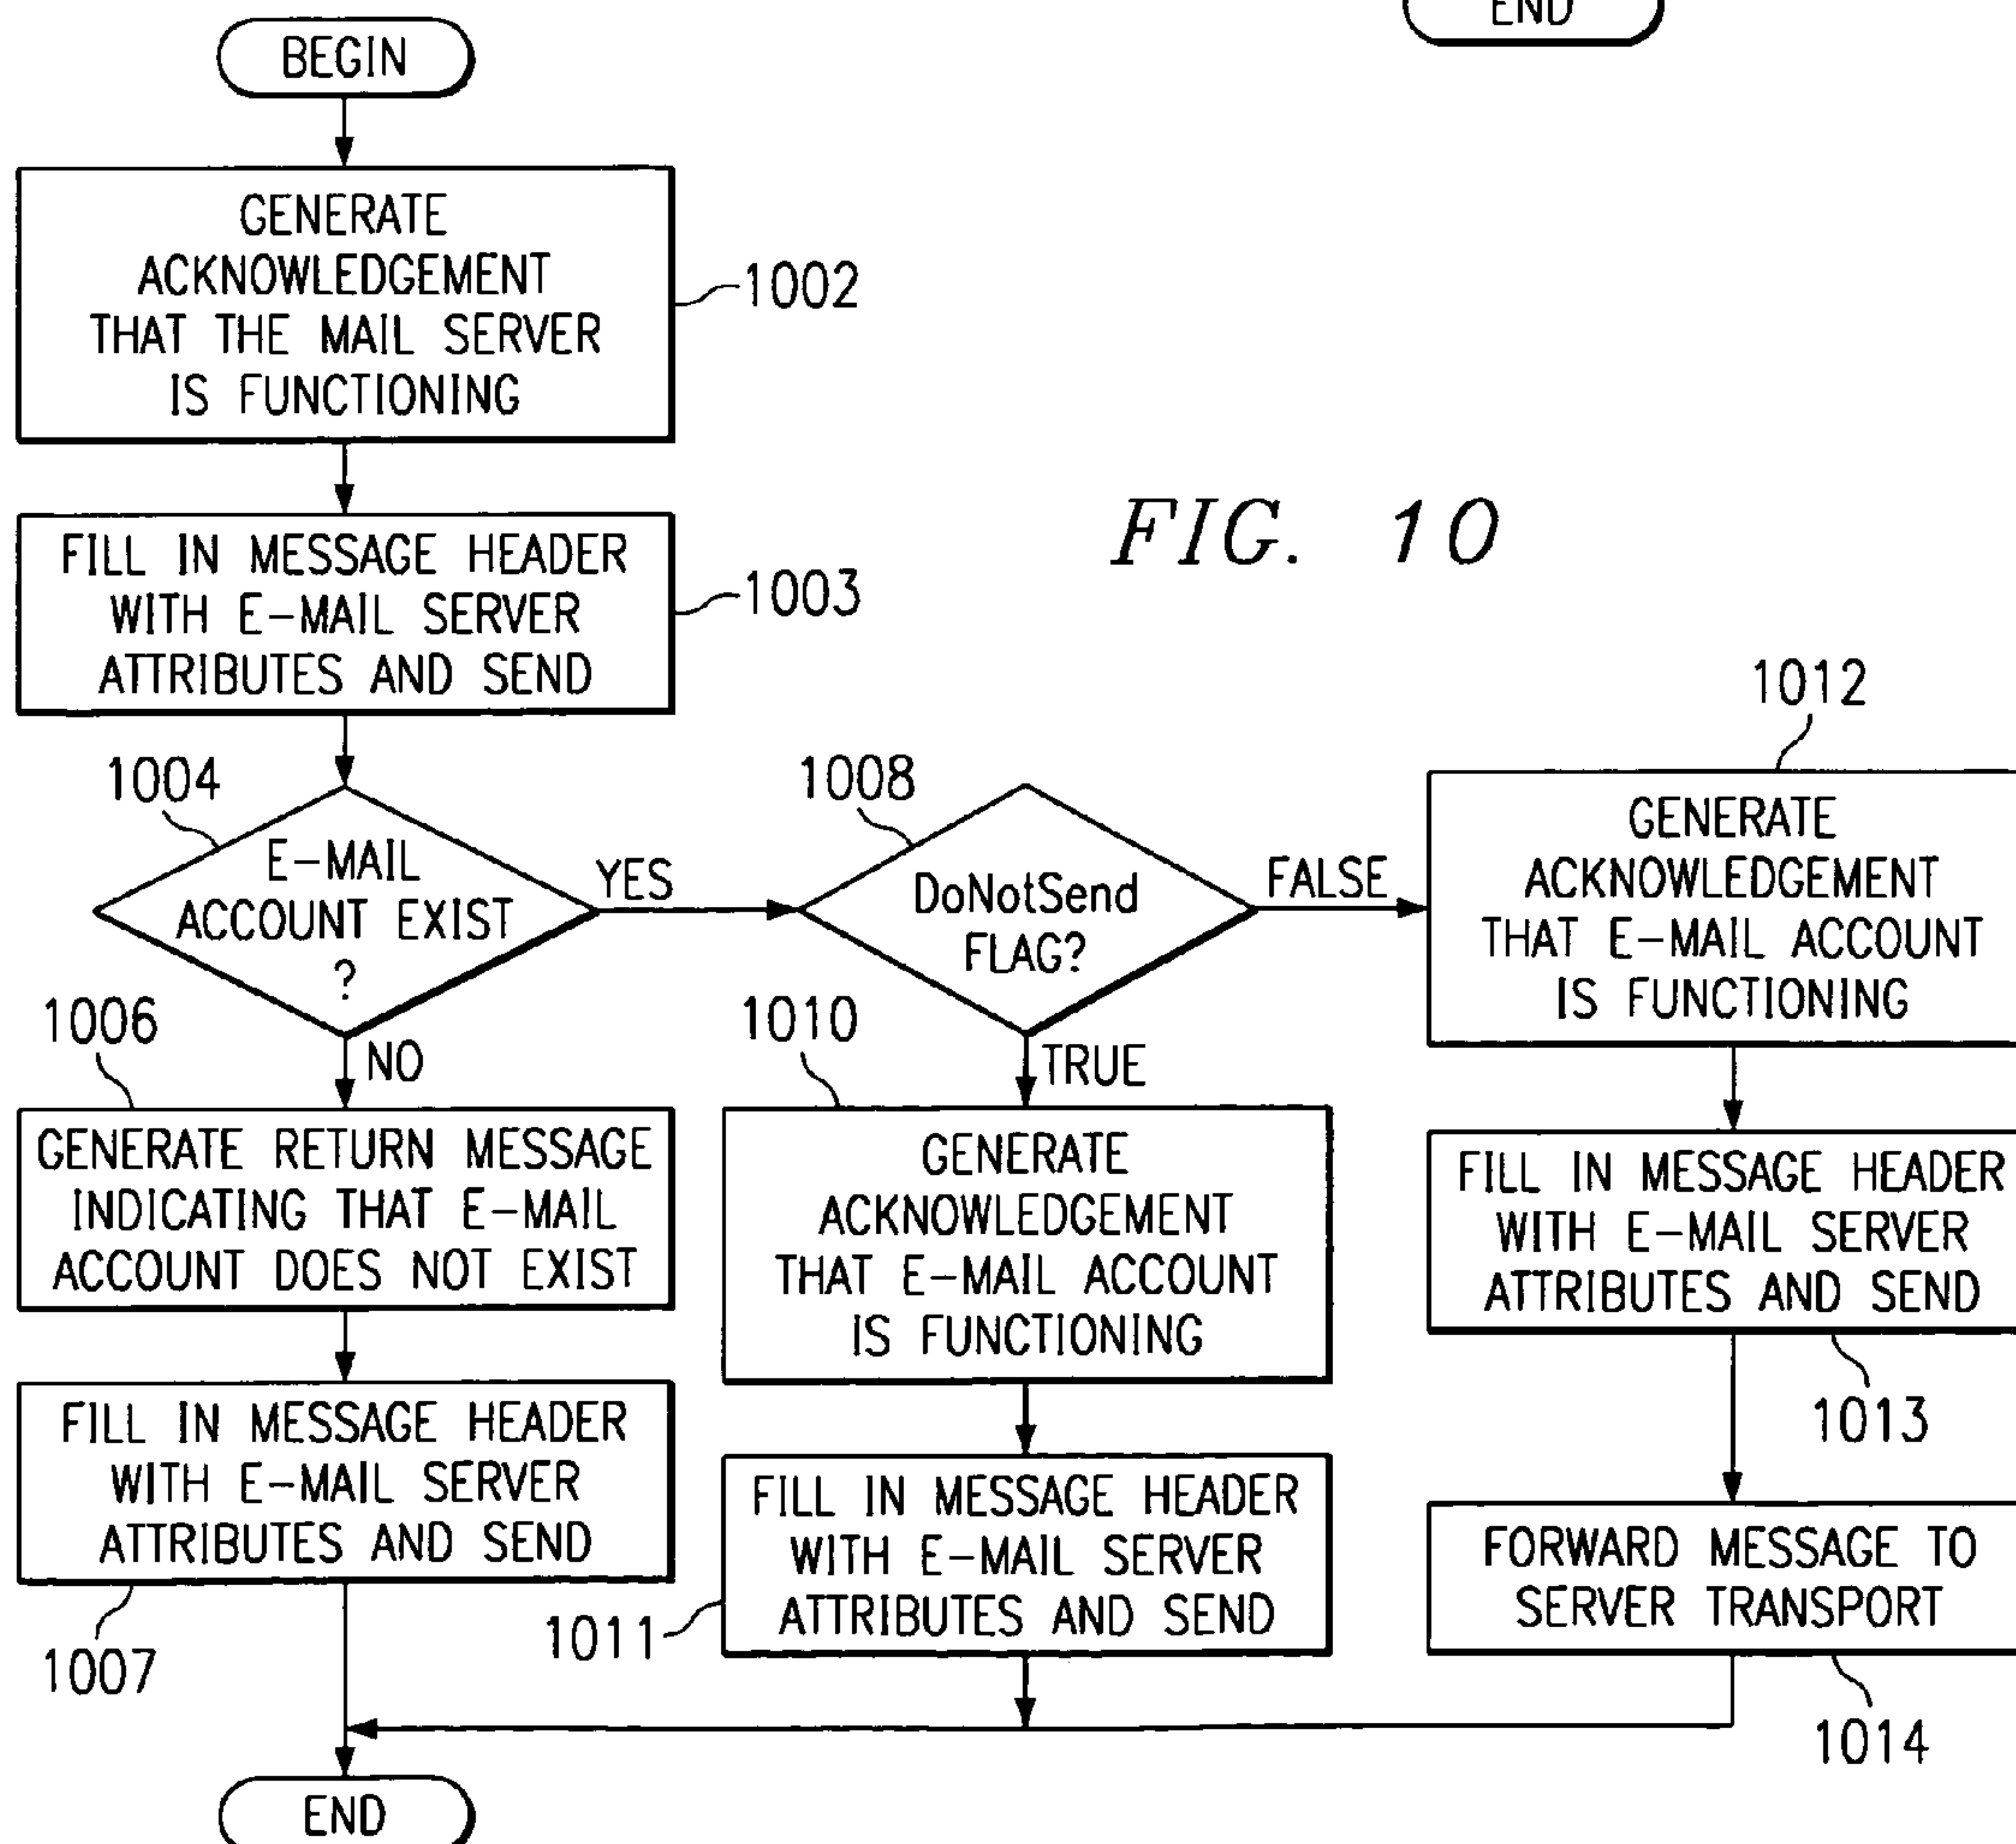 END
BEGIN
GENERATE
ACKNOWLEDGEMENT
THAT THE MAIL SERVER
IS FUNCTIONING
1002
FILL IN MESSAGE HEADER
WITH E-MAIL SERVER
ATTRIBUTES AND SEND
1003
FIG. 10
1004
E-MAIL
ACCOUNT EXIST
?
YES
NO
1008
DoNotSend
FLAG?
FALSE
TRUE
1012
GENERATE
ACKNOWLEDGEMENT
THAT E-MAIL ACCOUNT
IS FUNCTIONING
1006
GENERATE RETURN MESSAGE
INDICATING THAT E-MAIL
ACCOUNT DOES NOT EXIST
1010
GENERATE
ACKNOWLEDGEMENT
THAT E-MAIL ACCOUNT
IS FUNCTIONING
FILL IN MESSAGE HEADER
WITH E-MAIL SERVER
ATTRIBUTES AND SEND
1013
FILL IN MESSAGE HEADER
WITH E-MAIL SERVER
ATTRIBUTES AND SEND
1007
FILL IN MESSAGE HEADER
WITH E-MAIL SERVER
ATTRIBUTES AND SEND
1011
FORWARD MESSAGE TO
SERVER TRANSPORT
1014
END